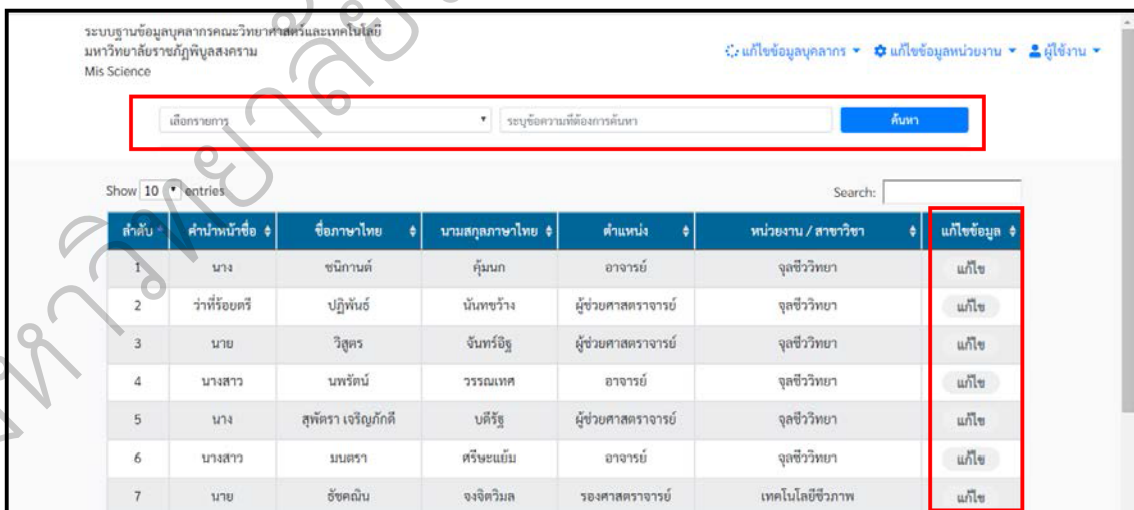 ระบบฐานข้อมูลบุคลากรคณะวิทยาศาสตร์และเทคโนโลยี
มหาวิทยาลัยราชภัฏพิบูลสงคราม
Mis Science
แก้ไขข้อมูลบุคลากร แก้ไขข้อมูลหน่วยงาน ผู้ใช้งาน
เลือกรายการ ระบุข้อความที่ต้องการค้นหา ค้นหา
Show 10 entries Search:
ลำดับ คำนำหน้าชื่อ ชื่อภาษาไทย นามสกุลภาษาไทย ตำแหน่ง หน่วยงาน / สาขาวิชา แก้ไขข้อมูล
1 นาง ชนิกานต์ คุ้มนก อาจารย์ จุลชีววิทยา แก้ไข
2 ว่าที่ร้อยตรี ปฏิพันธ์ นันทขว้าง ผู้ช่วยศาสตราจารย์ จุลชีววิทยา แก้ไข
3 นาย วิสูตร จันทร์อิฐ ผู้ช่วยศาสตราจารย์ จุลชีววิทยา แก้ไข
4 นางสาว นพรัตน์ วรรณเทศ อาจารย์ จุลชีววิทยา แก้ไข
5 นาง สุพัตรา เจริญภักดี บดีรัฐ ผู้ช่วยศาสตราจารย์ จุลชีววิทยา แก้ไข
6 นางสาว มนตรา ศรีษะแย้ม อาจารย์ จุลชีววิทยา แก้ไข
7 นาย ธัชคณิน จงจิตวิมล รองศาสตราจารย์ เทคโนโลยีชีวภาพ แก้ไข